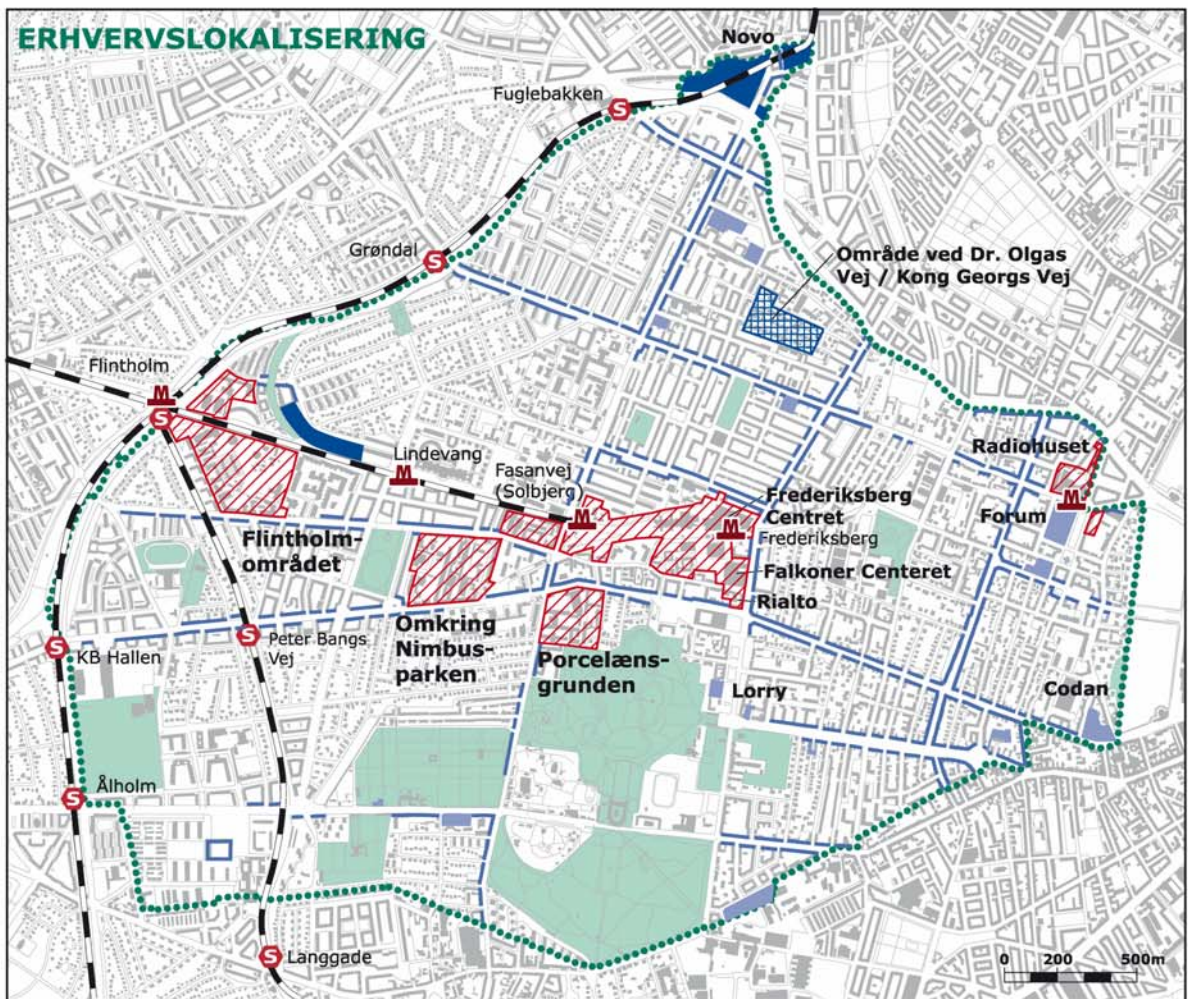 ERHVERVSLOKALISERING
Novo
Fuglebakken
S
Grøndal
S
Område ved Dr. Olgas
Vej / Kong Georgs Vej
Flintholm
M
S
Lindevang
M
Fasanvej
(Solbjerg)
M
Radiohuset
M
Forum
Frederiksberg
Centret
Frederiksberg
M
Falkoner Centeret
Rialto
Flintholm-
området
Omkring
Nimbus-
parken
Porcelæns-
grunden
S
KB Hallen
S
Peter Bangs
Vej
Lorry
Codan
S
Ålholm
S
Langgade
0 200 500m